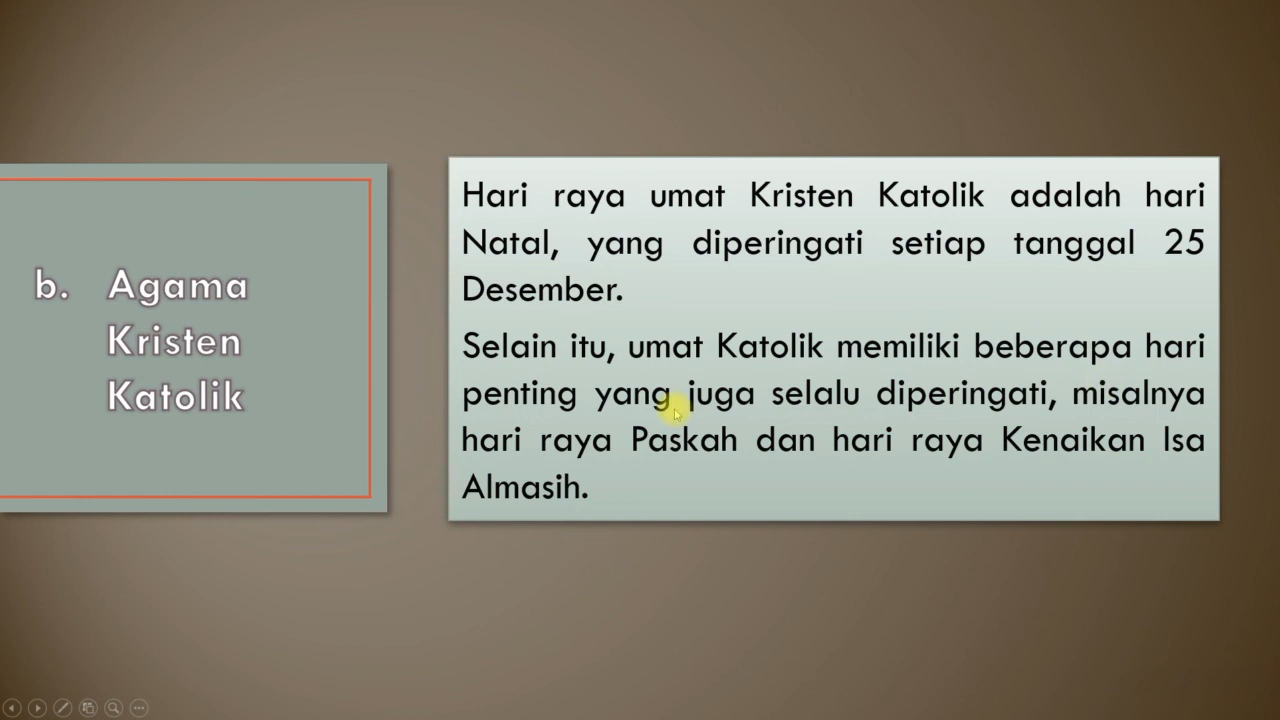 b. Agama
Kristen
Katolik
Hari raya umat Kristen Katolik adalah hari
Natal, yang diperingati setiap tanggal 25
Desember.
Selain itu, umat Katolik memiliki beberapa hari
penting yang juga selalu diperingati, misalnya
hari raya Paskah dan hari raya Kenaikan Isa
Almasih.